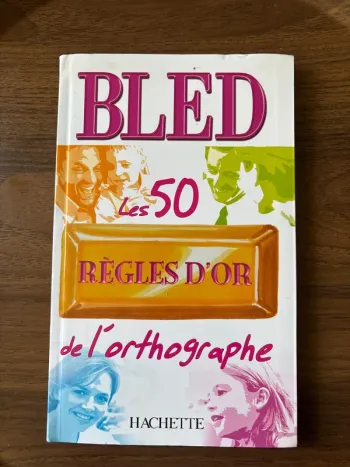 BLED
Les 50
RÈGLES D'OR
de l'orthographe
HACHETTE